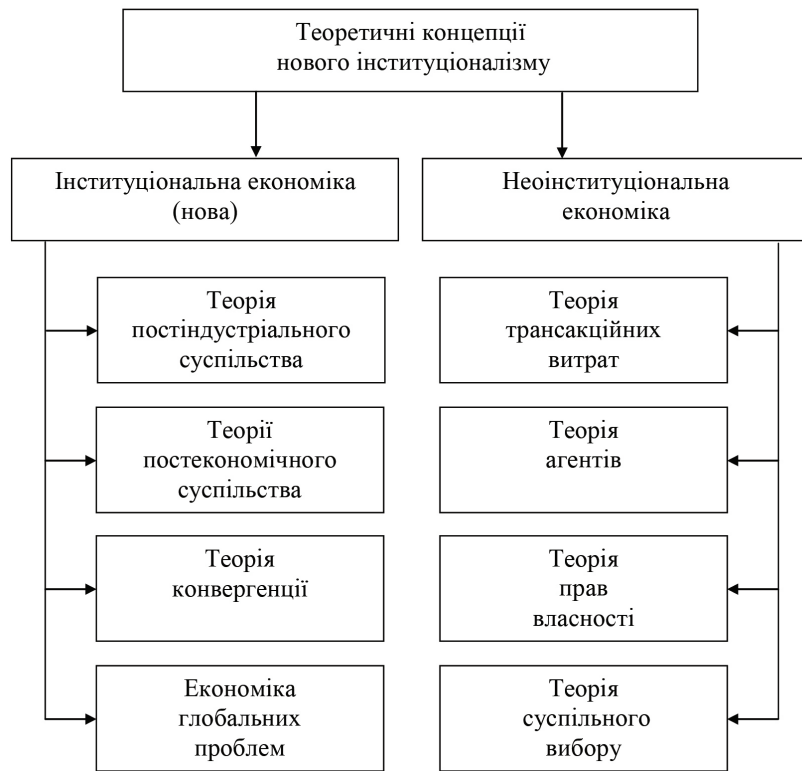 Теоретичні концепції
нового інституціоналізму
Інституціональна економіка
(нова)
Неоінституціональна
економіка
Теорія
постіндустріального
суспільства
Теорія
трансакційних
витрат
Теорії
постекономічного
суспільства
Теорія
агентів
Теорія
конвергенції
Теорія
прав
власності
Економіка
глобальних
проблем
Теорія
суспільного
вибору